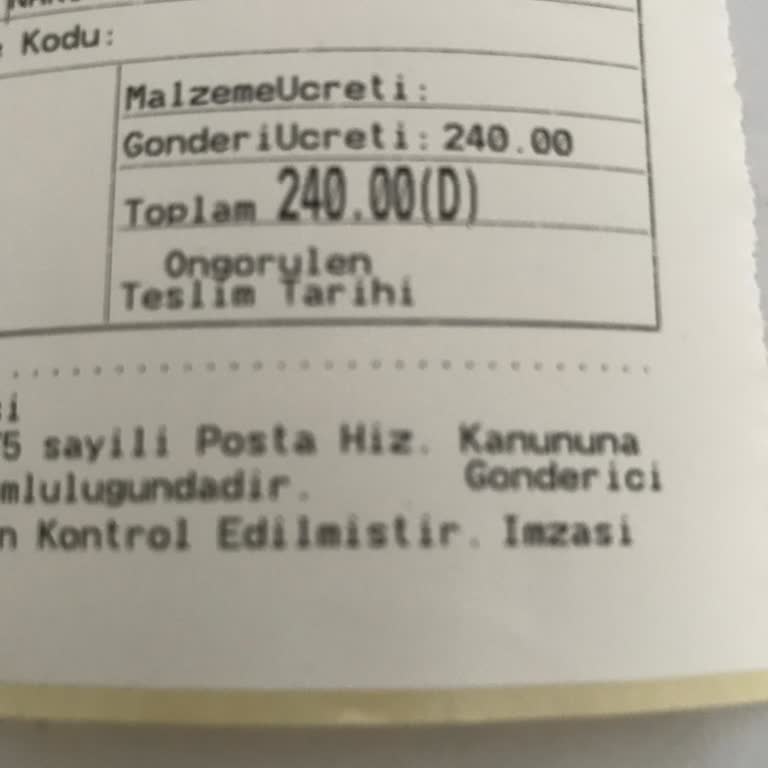 Kodu:
MalzemeUcreti:
GonderiUcreti: 240.00
Toplam 240.00(D)
Ongorulen
Teslim Tarihi
5 sayili Posta Hiz. Kanununa
mlulugundadir. Gonderici
n Kontrol Edilmistir. Imzasi